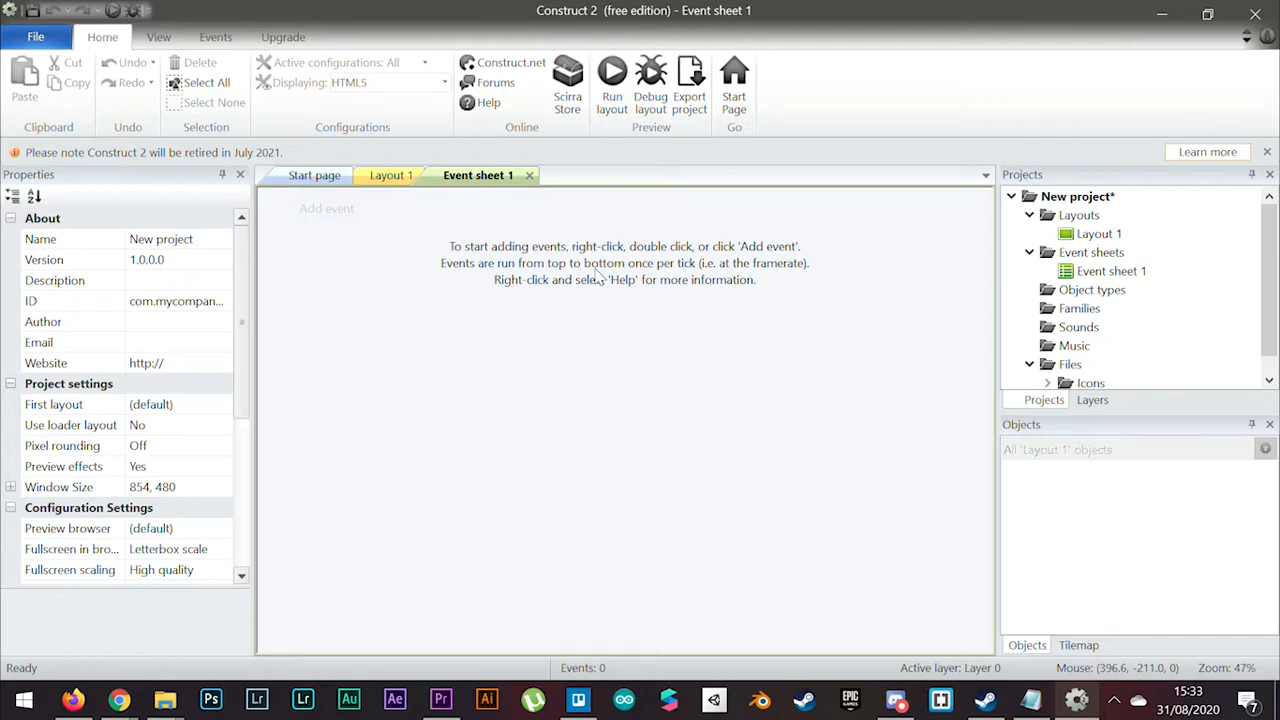 Construct 2 (free edition) - Event sheet 1
File Home View Events Upgrade
Paste Cut Copy Clipboard
Undo Redo Undo
Delete Select All Select None Selection
Active configurations: All Displaying: HTML5 Configurations
Construct.net Forums Help Scirra Store Online
Run layout Debug layout Export project Preview
Start Page Go
Please note Construct 2 will be retired in July 2021. Learn more
Properties
About
Name New project
Version 1.0.0.0
Description
ID com.mycompan...
Author
Email
Website http://
Project settings
First layout (default)
Use loader layout No
Pixel rounding Off
Preview effects Yes
Window Size 854, 480
Configuration Settings
Preview browser (default)
Fullscreen in bro... Letterbox scale
Fullscreen scaling High quality
Start page Layout 1 Event sheet 1
Add event
To start adding events, right-click, double click, or click 'Add event'.
Events are run from top to bottom once per tick (i.e. at the framerate).
Right-click and select 'Help' for more information.
Projects
New project*
Layouts
Layout 1
Event sheets
Event sheet 1
Object types
Families
Sounds
Music
Files
Icons
Projects Layers
Objects
All 'Layout 1' objects
Objects Tilemap
Ready Events: 0 Active layer: Layer 0 Mouse: (396.6, -211.0, 0) Zoom: 47%
Ps Lr Lr Au Ae Pr Ai EPIC GAMES
15:33
31/08/2020
7